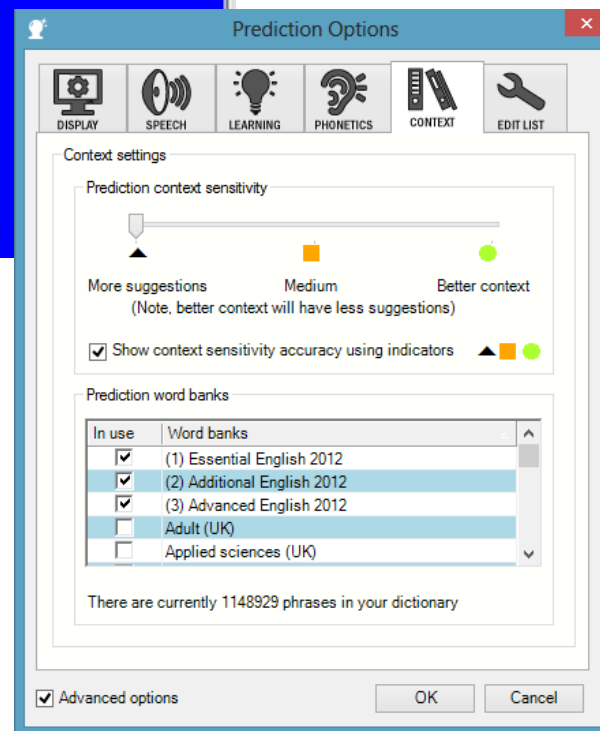 Prediction Options
DISPLAY SPEECH LEARNING PHONETICS CONTEXT EDIT LIST
Context settings
Prediction context sensitivity
More suggestions Medium Better context
(Note, better context will have less suggestions)
Show context sensitivity accuracy using indicators
Prediction word banks
In use Word banks
(1) Essential English 2012
(2) Additional English 2012
(3) Advanced English 2012
Adult (UK)
Applied sciences (UK)
There are currently 1148929 phrases in your dictionary
Advanced options OK Cancel